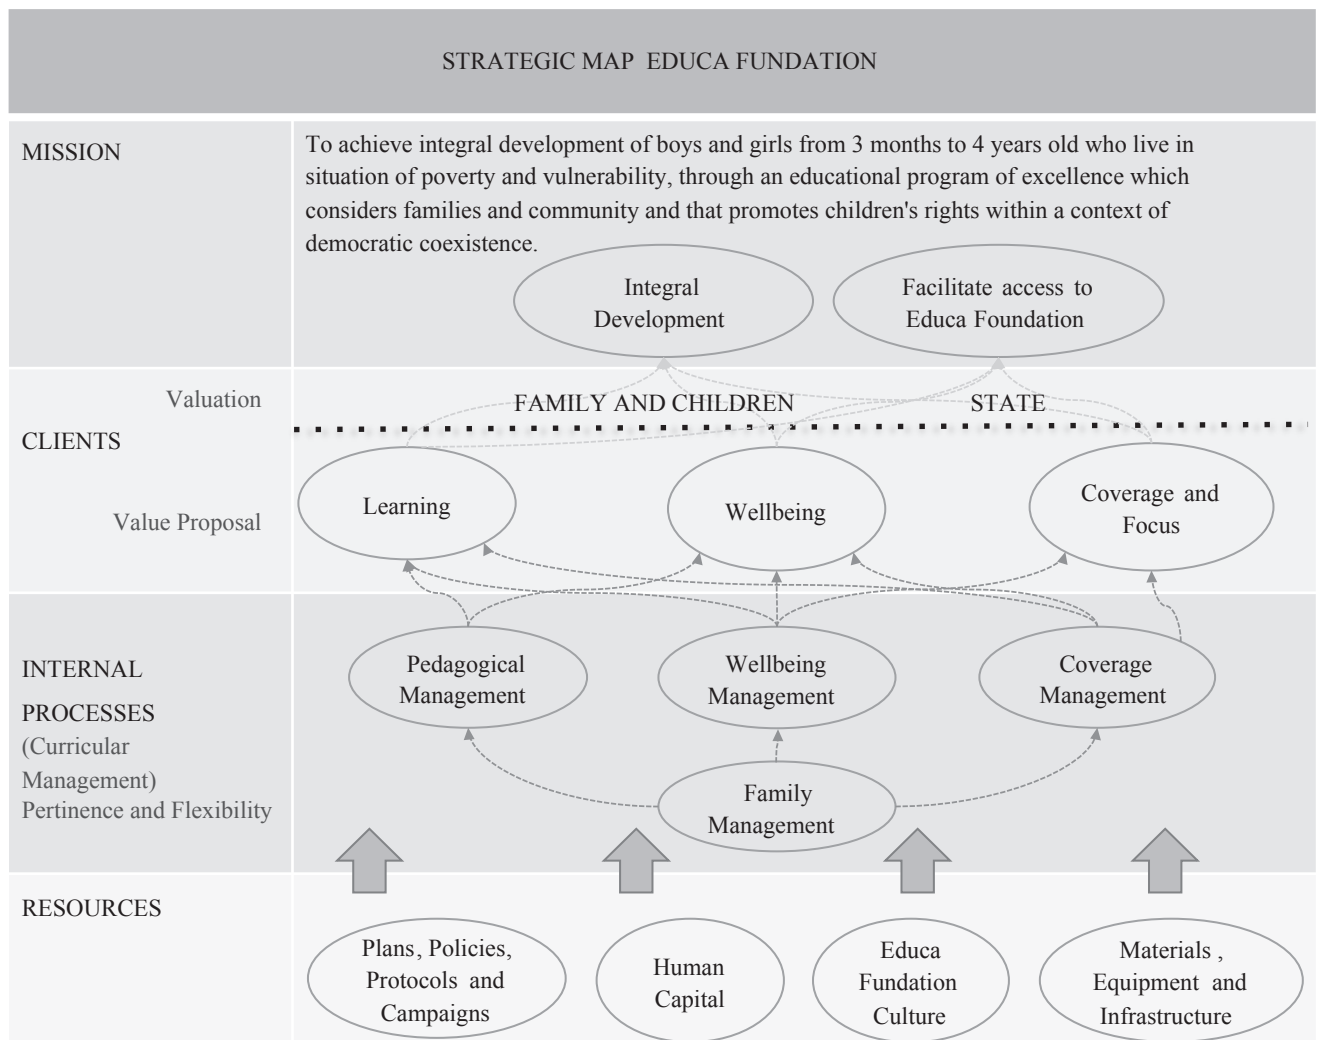 STRATEGIC MAP EDUCA FUNDATION
MISSION
To achieve integral development of boys and girls from 3 months to 4 years old who live in
situation of poverty and vulnerability, through an educational program of excellence which
considers families and community and that promotes children's rights within a context of
democratic coexistence.
Integral
Development
Facilitate access to
Educa Foundation
Valuation
FAMILY AND CHILDREN
STATE
CLIENTS
Value Proposal
Learning
Wellbeing
Coverage and
Focus
INTERNAL
PROCESSES
(Curricular
Management)
Pertinence and Flexibility
Pedagogical
Management
Wellbeing
Management
Coverage
Management
Family
Management
RESOURCES
Plans, Policies,
Protocols and
Campaigns
Human
Capital
Educa
Fundation
Culture
Materials ,
Equipment and
Infrastructure